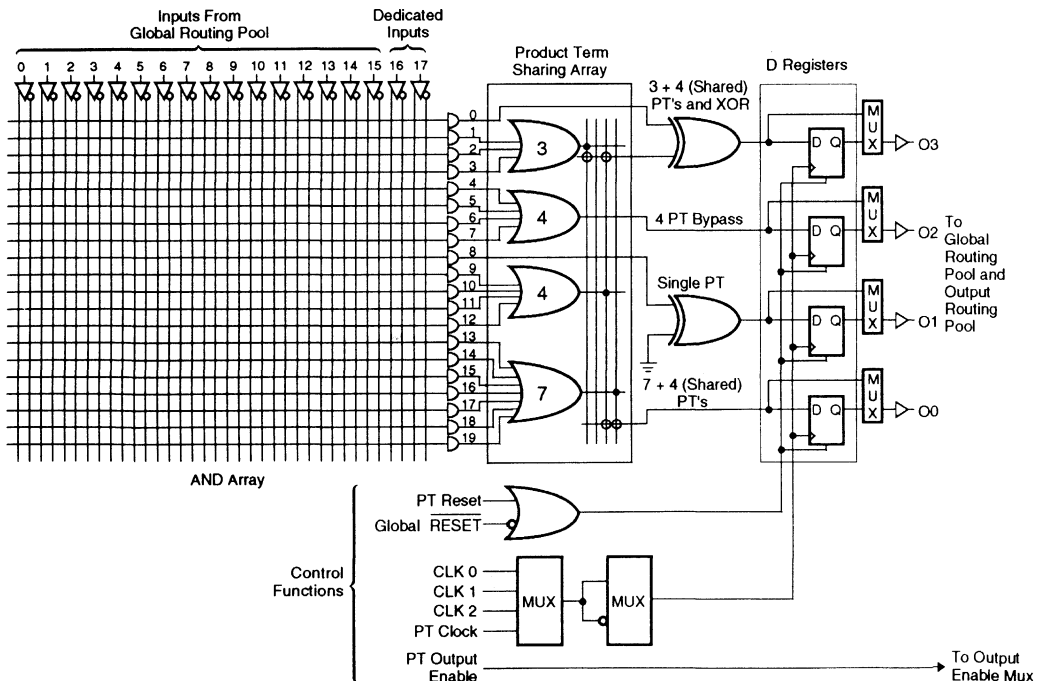 Inputs From
Global Routing Pool
Dedicated
Inputs
0 1 2 3 4 5 6 7 8 9 10 11 12 13 14 15 16 17
Product Term
Sharing Array
D Registers
3 + 4 (Shared)
PT's and XOR
0
1
2
3
4
5
6
7
8
9
10
11
12
13
14
15
16
17
18
19
3
4
4
7
4 PT Bypass
Single PT
7 + 4 (Shared)
PT's
D Q
MUX
O3
D Q
MUX
O2
D Q
MUX
O1
D Q
MUX
O0
To
Global
Routing
Pool and
Output
Routing
Pool
AND Array
Control
Functions
PT Reset
Global RESET
CLK 0
CLK 1
CLK 2
PT Clock
MUX
MUX
PT Output
Enable
To Output
Enable Mux